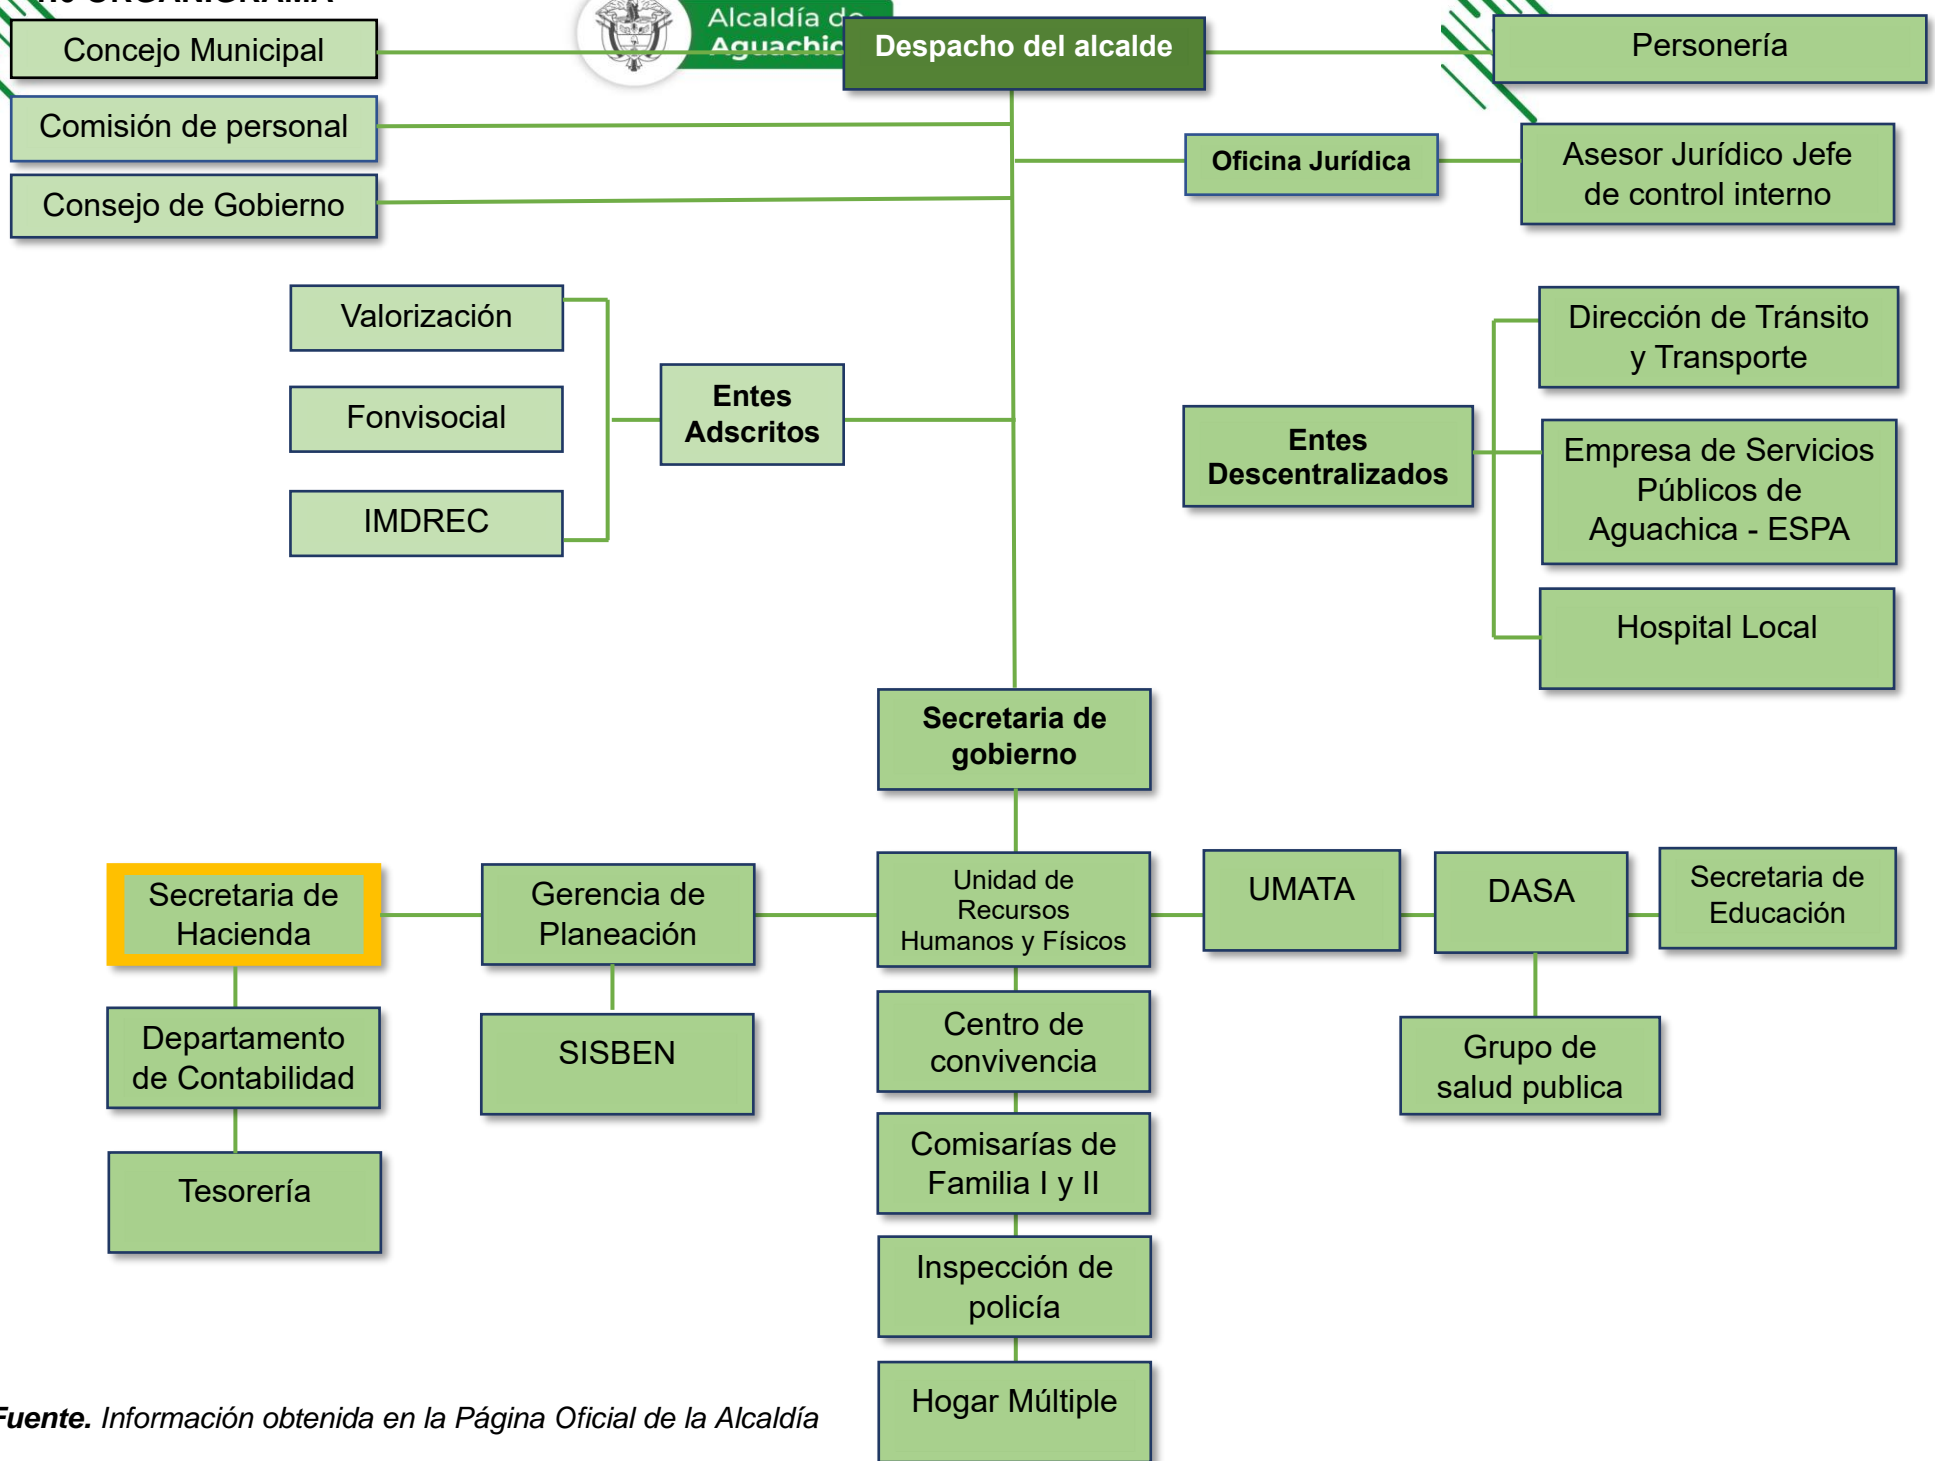 ORGANIGRAMA
Alcaldía de
Concejo Municipal
Despacho del alcalde
Personería
Comisión de personal
Oficina Jurídica
Asesor Jurídico Jefe
de control interno
Consejo de Gobierno
Valorización
Fonvisocial
IMDREC
Entes
Adscritos
Entes
Descentralizados
Dirección de Tránsito
y Transporte
Empresa de Servicios
Públicos de
Aguachica - ESPA
Hospital Local
Secretaria de
gobierno
Secretaria de
Hacienda
Gerencia de
Planeación
Unidad de
Recursos
Humanos y Físicos
UMATA
DASA
Secretaria de
Educación
Departamento
de Contabilidad
SISBEN
Centro de
convivencia
Grupo de
salud publica
Tesorería
Comisarías de
Familia I y II
Inspección de
policía
Hogar Múltiple
Fuente. Información obtenida en la Página Oficial de la Alcaldía